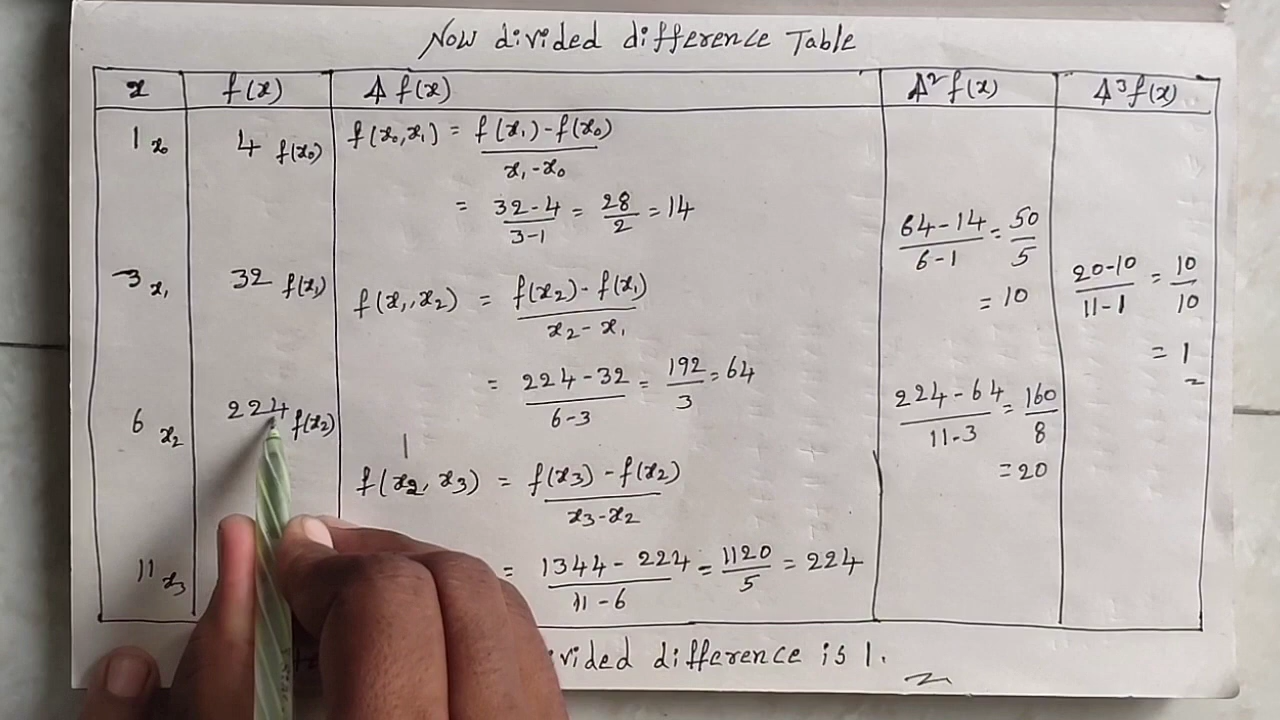 Now divided difference Table
x f(x) Δ f(x) Δ² f(x) Δ³ f(x)
1 x₀ 4 f(x₀) f(x₀,x₁) = f(x₁) - f(x₀) / x₁ - x₀
= 32 - 4 / 3 - 1 = 28 / 2 = 14
64 - 14 / 6 - 1 = 50 / 5
= 10
3 x₁ 32 f(x₁) f(x₁,x₂) = f(x₂) - f(x₁) / x₂ - x₁
20 - 10 / 11 - 1 = 10 / 10
= 1
= 224 - 32 / 6 - 3 = 192 / 3 = 64
6 x₂ 224 f(x₂)
224 - 64 / 11 - 3 = 160 / 8
= 20
f(x₂, x₃) = f(x₃) - f(x₂) / x₃ - x₂
11 x₃
= 1344 - 224 / 11 - 6 = 1120 / 5 = 224
difference is 1.